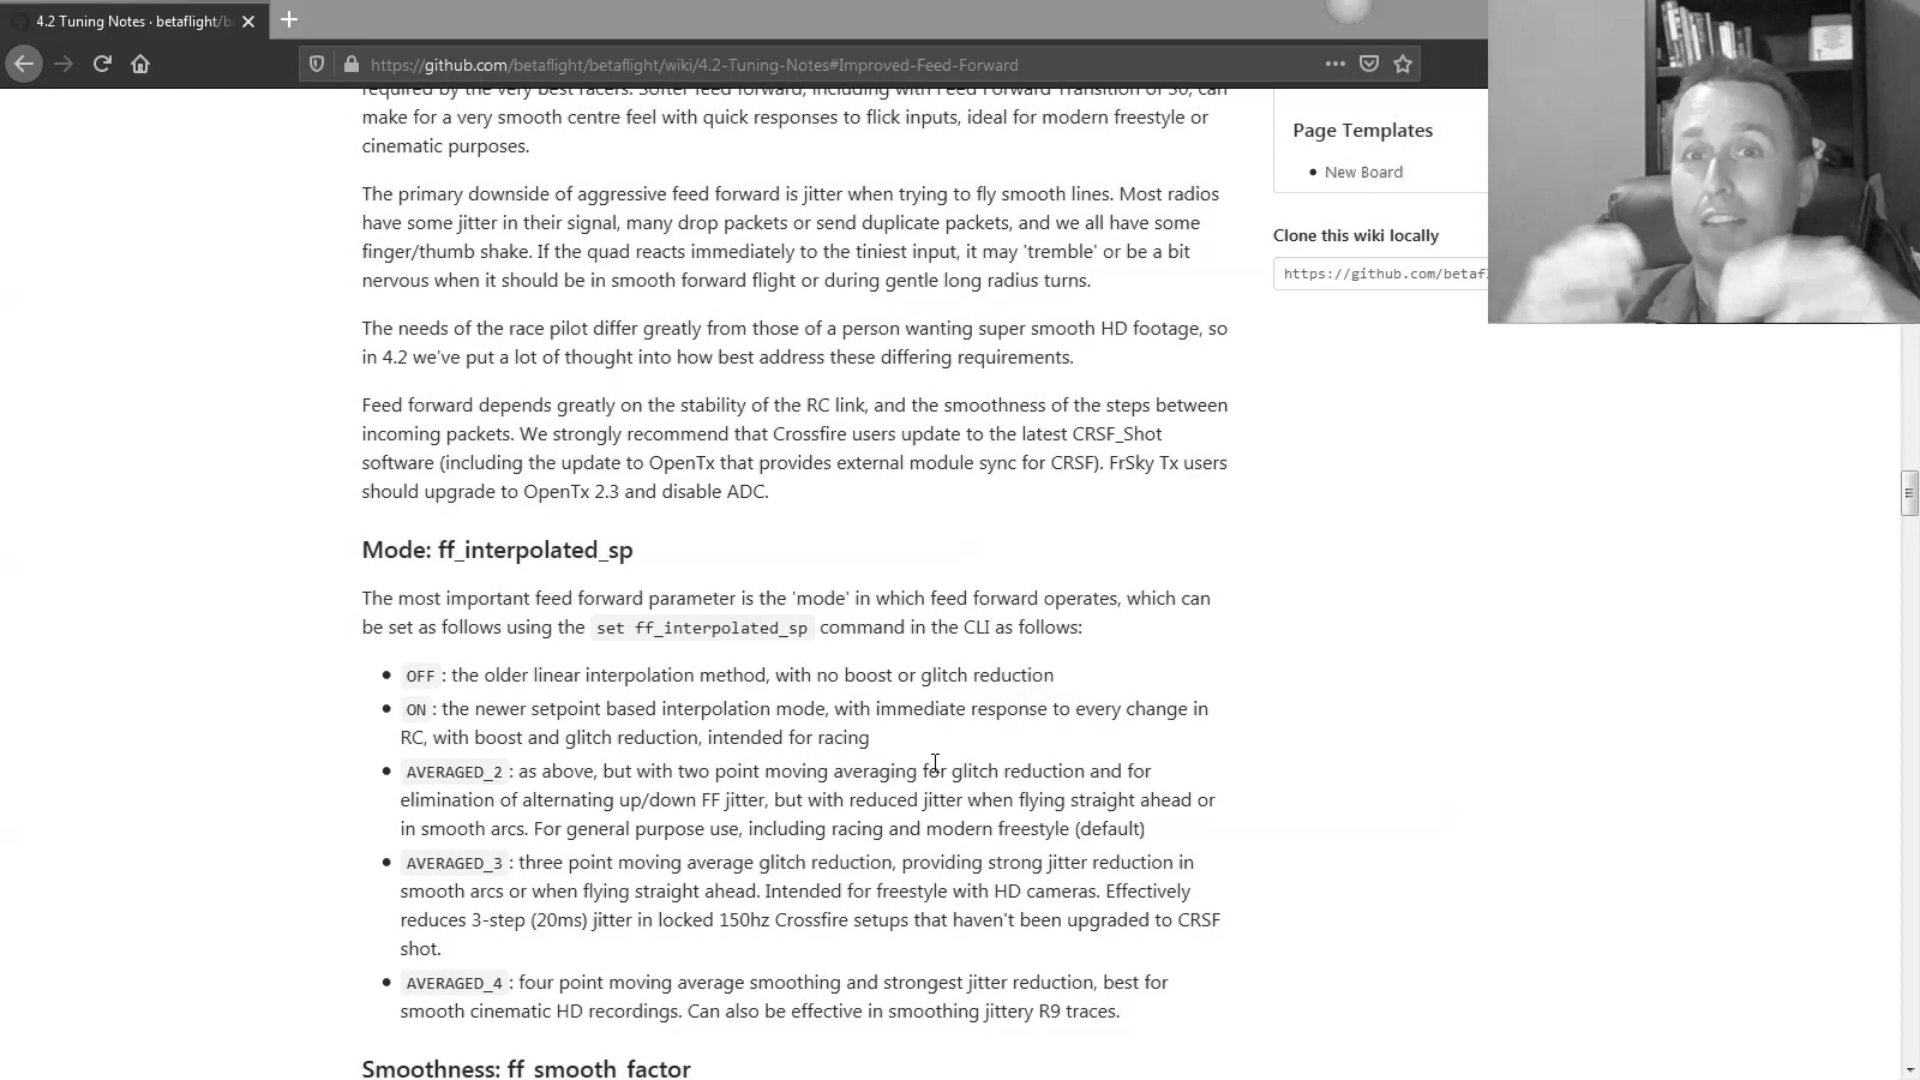 4.2 Tuning Notes · betaflight/b
https://github.com/betaflight/betaflight/wiki/4.2-Tuning-Notes#Improved-Feed-Forward
required by the very best racers. Softer feed forward, including with Feed Forward Transition of 30, can
make for a very smooth centre feel with quick responses to flick inputs, ideal for modern freestyle or
cinematic purposes.
The primary downside of aggressive feed forward is jitter when trying to fly smooth lines. Most radios
have some jitter in their signal, many drop packets or send duplicate packets, and we all have some
finger/thumb shake. If the quad reacts immediately to the tiniest input, it may 'tremble' or be a bit
nervous when it should be in smooth forward flight or during gentle long radius turns.
The needs of the race pilot differ greatly from those of a person wanting super smooth HD footage, so
in 4.2 we've put a lot of thought into how best address these differing requirements.
Feed forward depends greatly on the stability of the RC link, and the smoothness of the steps between
incoming packets. We strongly recommend that Crossfire users update to the latest CRSF_Shot
software (including the update to OpenTx that provides external module sync for CRSF). FrSky Tx users
should upgrade to OpenTx 2.3 and disable ADC.
Mode: ff_interpolated_sp
The most important feed forward parameter is the 'mode' in which feed forward operates, which can
be set as follows using the set ff_interpolated_sp command in the CLI as follows:
• OFF : the older linear interpolation method, with no boost or glitch reduction
• ON : the newer setpoint based interpolation mode, with immediate response to every change in
RC, with boost and glitch reduction, intended for racing
• AVERAGED_2 : as above, but with two point moving averaging for glitch reduction and for
elimination of alternating up/down FF jitter, but with reduced jitter when flying straight ahead or
in smooth arcs. For general purpose use, including racing and modern freestyle (default)
• AVERAGED_3 : three point moving average glitch reduction, providing strong jitter reduction in
smooth arcs or when flying straight ahead. Intended for freestyle with HD cameras. Effectively
reduces 3-step (20ms) jitter in locked 150hz Crossfire setups that haven't been upgraded to CRSF
shot.
• AVERAGED_4 : four point moving average smoothing and strongest jitter reduction, best for
smooth cinematic HD recordings. Can also be effective in smoothing jittery R9 traces.
Smoothness: ff_smooth_factor
Page Templates
• New Board
Clone this wiki locally
https://github.com/betaf